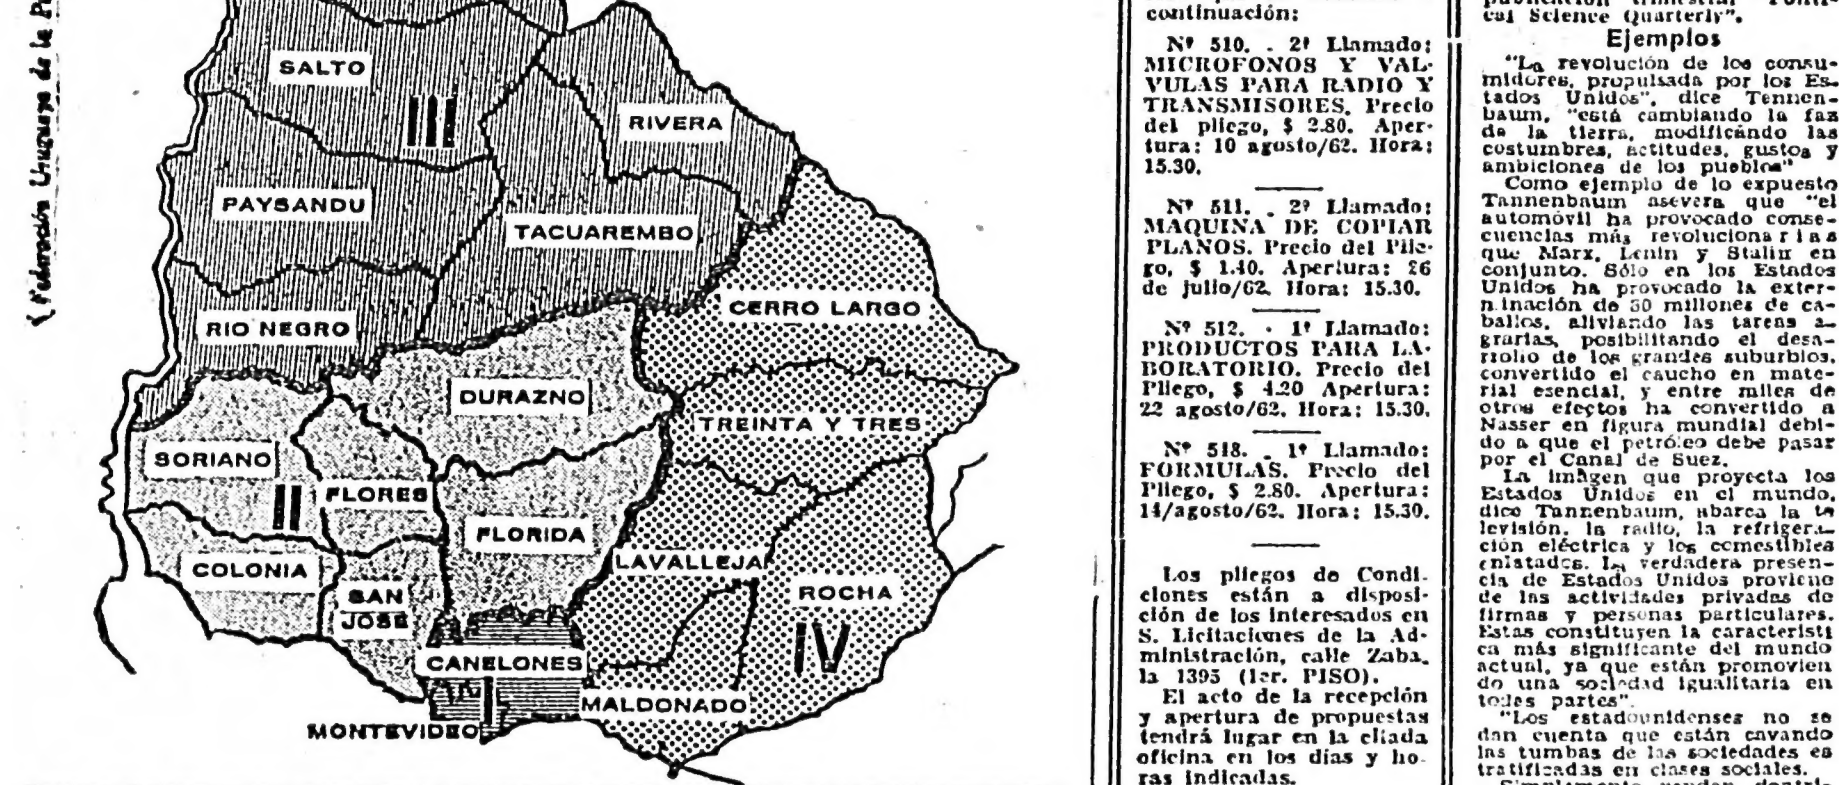 (Federación Uruguaya de la
SALTO
III
RIVERA
PAYSANDU
TACUAREMBO
CERRO LARGO
RIO NEGRO
DURAZNO
TREINTA Y TRES
SORIANO
II
FLORES
FLORIDA
LAVALLEJA
COLONIA
SAN
JOSE
ROCHA
IV
CANELONES
I
MALDONADO
MONTEVIDEO
continuación:
Nº 510. - 2º Llamado:
MICROFONOS Y VAL-
VULAS PARA RADIO Y
TRANSMISORES. Precio
del pliego, $ 2.80. Aper-
tura: 10 agosto/62. Hora:
15.30.
Nº 511. - 2º Llamado:
MAQUINA DE COPIAR
PLANOS. Precio del Plie-
go, $ 1.40. Apertura: 26
de julio/62. Hora: 15.30.
Nº 512. - 1º Llamado:
PRODUCTOS PARA LA-
BORATORIO. Precio del
Pliego, $ 4.20 Apertura:
22 agosto/62. Hora: 15.30.
Nº 518. - 1º Llamado:
FORMULAS. Precio del
Pliego, $ 2.80. Apertura:
14/agosto/62. Hora: 15.30.
Los pliegos de Condi-
ciones están a disposi-
ción de los interesados en
S. Licitaciones de la Ad-
ministración, calle Zaba-
la 1395 (1er. PISO).
El acto de la recepción
y apertura de propuestas
tendrá lugar en la citada
oficina en los días y ho-
ras indicadas.
publicación trimestral "Políti-
cal Science Quarterly".
Ejemplos
"La revolución de los consu-
midores, propulsada por los Es-
tados Unidos", dice Tennen-
baum, "está cambiando la faz
de la tierra, modificándo las
costumbres, actitudes, gustos y
ambiciones de los pueblos"
Como ejemplo de lo expuesto
Tannenbaum asevera que "el
automóvil ha provocado conse-
cuencias más revolucionarias
que Marx, Lenin y Stalin en
conjunto. Sólo en los Estados
Unidos ha provocado la exter-
minación de 50 millones de ca-
ballos, aliviando las tareas a-
grarias, posibilitando el desa-
rrollo de los grandes suburbios,
convertido el caucho en mate-
rial esencial, y entre miles de
otros efectos ha convertido a
Nasser en figura mundial debi-
do a que el petróleo debe pasar
por el Canal de Suez.
La imágen que proyecta los
Estados Unidos en el mundo,
dice Tannenbaum, abarca la te
levisión, la radio, la refrigera-
ción eléctrica y los comestibles
enlatados. La verdadera presen-
cia de Estados Unidos proviene
de las actividades privadas de
firmas y personas particulares.
Estas constituyen la característi
ca más significante del mundo
actual, ya que están promovien
do una sociedad igualitaria en
todes partes".
"Los estadounidenses no se
dan cuenta que están cavando
las tumbas de las sociedades es
tratificadas en clases sociales.